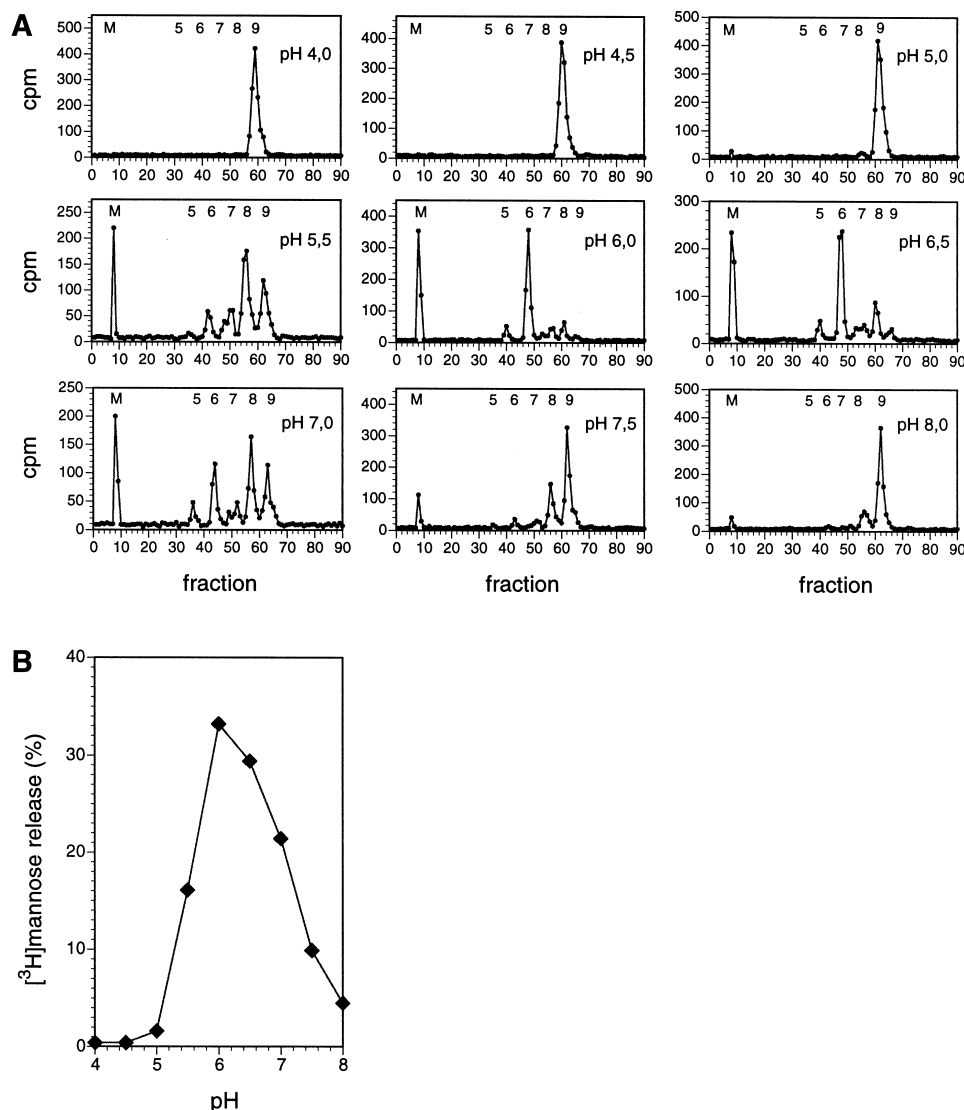 A
M 5 6 7 8 9
pH 4,0
cpm
500
400
300
200
100
0
0 10 20 30 40 50 60 70 80 90
M 5 6 7 8 9
pH 4,5
400
300
200
100
0
0 10 20 30 40 50 60 70 80 90
M 5 6 7 8 9
pH 5,0
500
400
300
200
100
0
0 10 20 30 40 50 60 70 80 90
M 5 6 7 8 9
pH 5,5
cpm
250
200
150
100
50
0
0 10 20 30 40 50 60 70 80 90
M 5 6 7 8 9
pH 6,0
400
300
200
100
0
0 10 20 30 40 50 60 70 80 90
M 5 6 7 8 9
pH 6,5
300
200
100
0
0 10 20 30 40 50 60 70 80 90
M 5 6 7 8 9
pH 7,0
cpm
250
200
150
100
50
0
0 10 20 30 40 50 60 70 80 90
fraction
M 5 6 7 8 9
pH 7,5
400
300
200
100
0
0 10 20 30 40 50 60 70 80 90
fraction
M 5 6 7 8 9
pH 8,0
500
400
300
200
100
0
0 10 20 30 40 50 60 70 80 90
fraction
B
[³H]mannose release (%)
40
30
20
10
0
4 5 6 7 8
pH